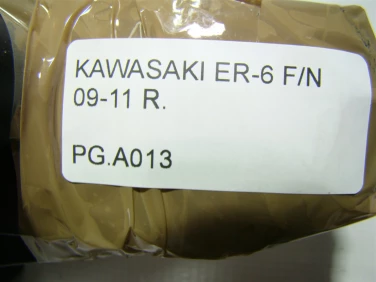 KAWASAKI ER-6 F/N
09-11 R.
PG.A013